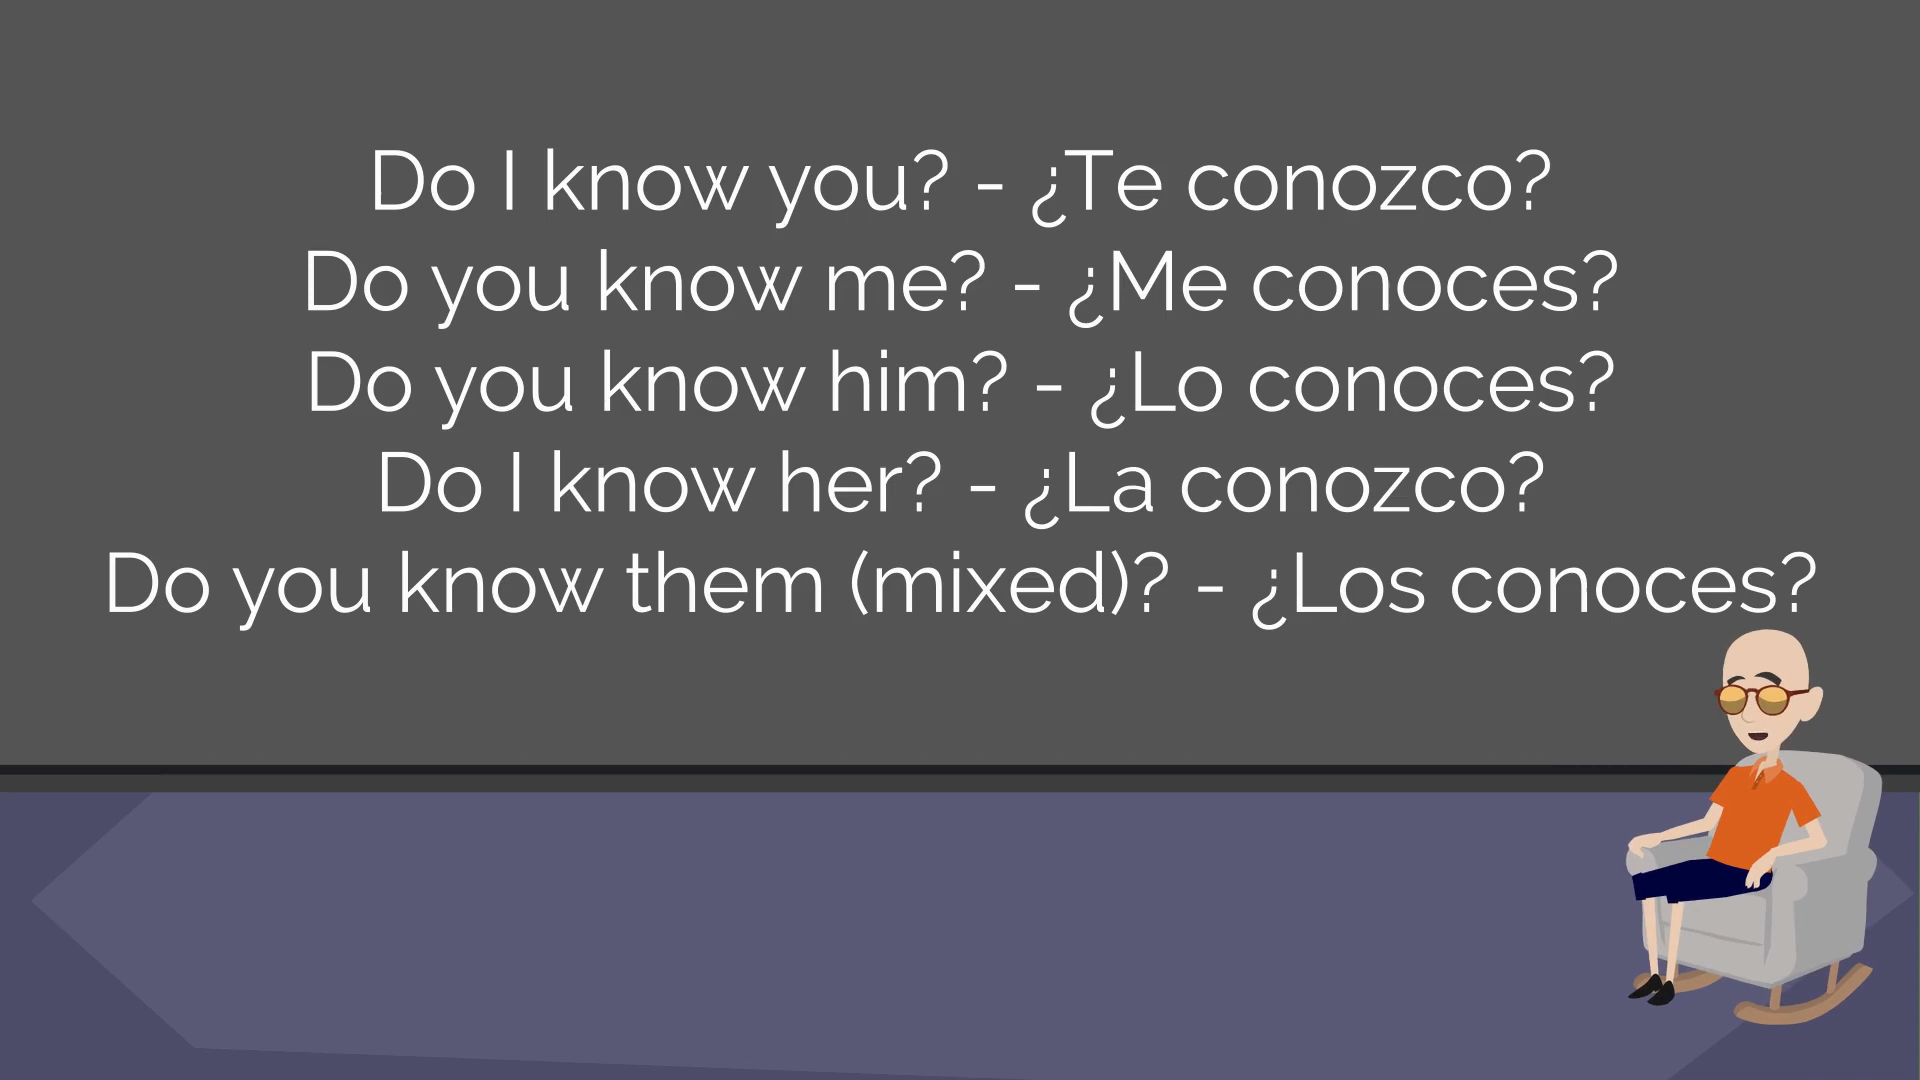 Do I know you? - ¿Te conozco?
Do you know me? - ¿Me conoces?
Do you know him? - ¿Lo conoces?
Do I know her? - ¿La conozco?
Do you know them (mixed)? - ¿Los conoces?